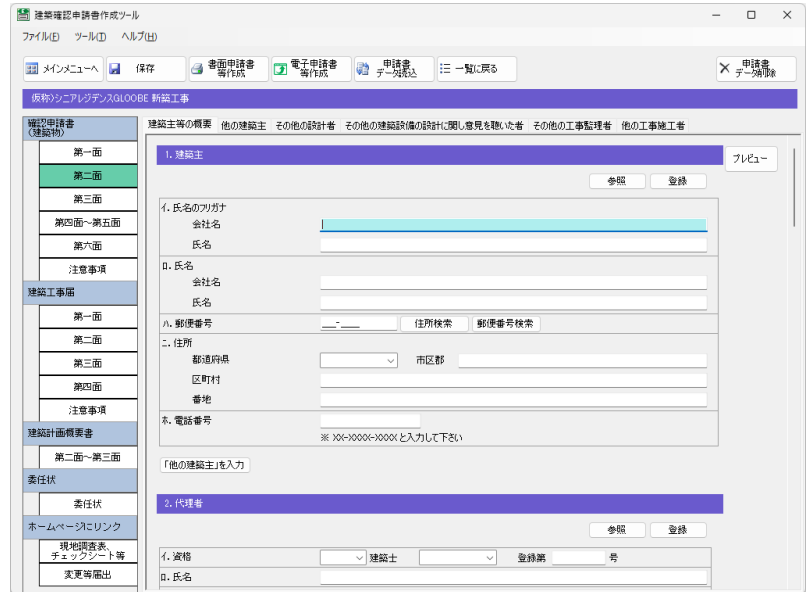 建築確認申請書作成ツール
ファイル(F) ツール(T) ヘルプ(H)
メインメニューへ 保存 書面申請書等作成 電子申請書等作成 申請書データ読込 一覧に戻る 申請書データ削除
仮称)シニアレジデンスGLOOBE 新築工事
確認申請書
(建築物)
第一面
第二面
第三面
第四面～第五面
第六面
注意事項
建築工事届
第一面
第二面
第三面
第四面
注意事項
建築計画概要書
第二面～第三面
委任状
委任状
ホームページにリンク
現地調査表、
チェックシート等
変更等届出
建築主等の概要 他の建築主 その他の設計者 その他の建築設備の設計に関し意見を聴いた者 その他の工事監理者 他の工事施工者
1. 建築主
プレビュー
参照 登録
イ. 氏名のフリガナ
会社名
氏名
ロ. 氏名
会社名
氏名
ハ. 郵便番号 ___-____ 住所検索 郵便番号検索
ニ. 住所
都道府県 市区郡
区町村
番地
ホ. 電話番号
※ XX-XXXX-XXXX と入力して下さい
「他の建築主」を入力
2. 代理者
参照 登録
イ. 資格 建築士 登録第 号
ロ. 氏名